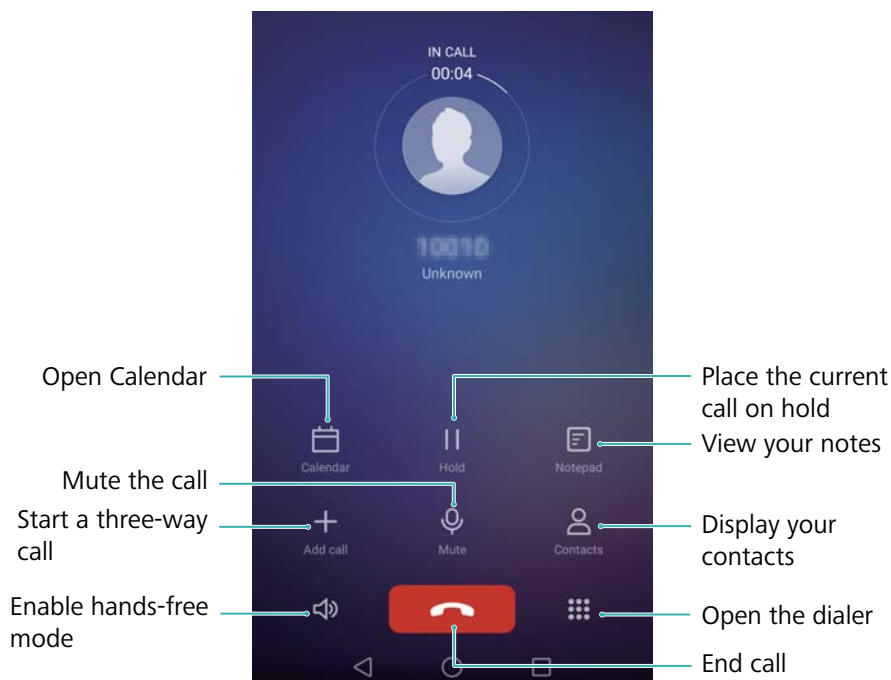 IN CALL
00:04
Unknown
Open Calendar
Place the current
call on hold
View your notes
Calendar
Hold
Notepad
Mute the call
Start a three-way
call
Display your
contacts
Add call
Mute
Contacts
Enable hands-free
mode
Open the dialer
End call